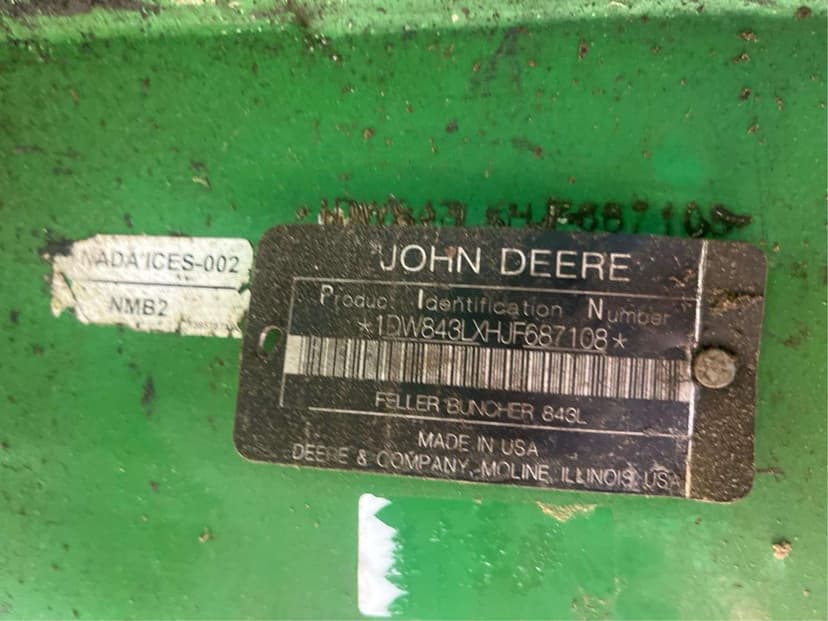 JOHN DEERE
Product Identification Number
*1DW843LXHJF687108*
FELLER BUNCHER 843L
MADE IN USA
DEERE & COMPANY, MOLINE, ILLINOIS, USA
NADA ICES-002
NMB2